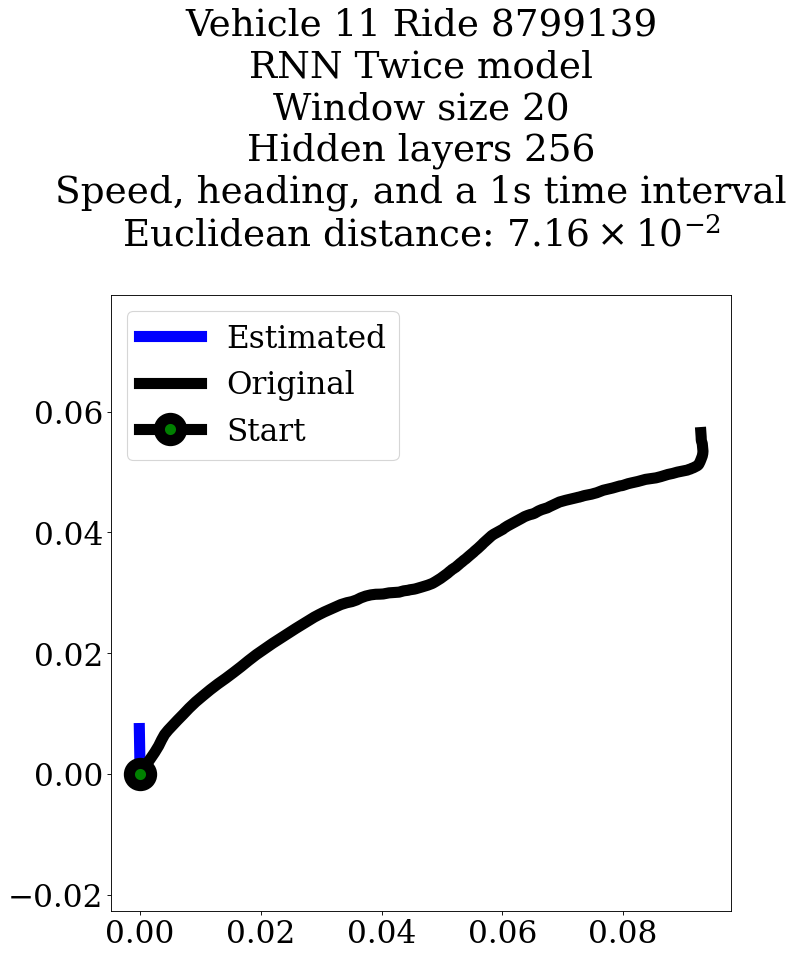 Vehicle 11 Ride 8799139
RNN Twice model
Window size 20
Hidden layers 256
Speed, heading, and a 1s time interval
Euclidean distance: 7.16 × 10⁻²
Estimated
Original
Start
0.06
0.04
0.02
0.00
−0.02
0.00 0.02 0.04 0.06 0.08